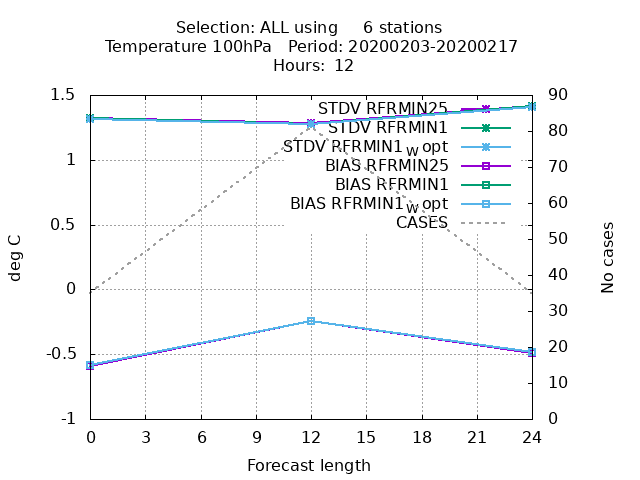 Selection: ALL using 6 stations
Temperature 100hPa Period: 20200203-20200217
Hours: 12
STDV RFRMIN25
STDV RFRMIN1
STDV RFRMIN1w opt
BIAS RFRMIN25
BIAS RFRMIN1
BIAS RFRMIN1w opt
CASES
1.5
1
0.5
0
-0.5
-1
deg C
90
80
70
60
50
40
30
20
10
0
No cases
0 3 6 9 12 15 18 21 24
Forecast length